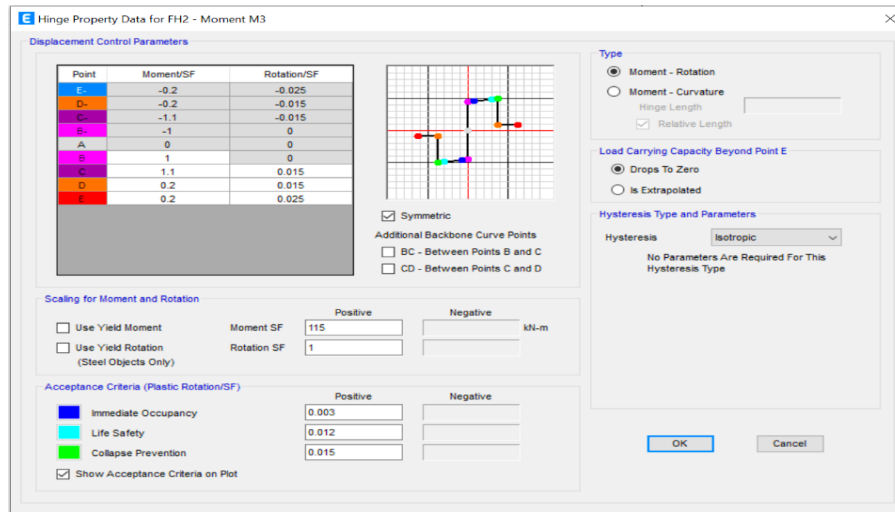 E Hinge Property Data for FH2 - Moment M3
Displacement Control Parameters
Point Moment/SF Rotation/SF
E- -0.2 -0.025
D- -0.2 -0.015
C- -1.1 -0.015
B- -1 0
A 0 0
B 1 0
C 1.1 0.015
D 0.2 0.015
E 0.2 0.025
Symmetric
Additional Backbone Curve Points
BC - Between Points B and C
CD - Between Points C and D
Scaling for Moment and Rotation
Positive Negative
Use Yield Moment Moment SF 115 kN-m
Use Yield Rotation Rotation SF 1
(Steel Objects Only)
Acceptance Criteria (Plastic Rotation/SF)
Positive Negative
Immediate Occupancy 0.003
Life Safety 0.012
Collapse Prevention 0.015
Show Acceptance Criteria on Plot
Type
Moment - Rotation
Moment - Curvature
Hinge Length
Relative Length
Load Carrying Capacity Beyond Point E
Drops To Zero
Is Extrapolated
Hysteresis Type and Parameters
Hysteresis Isotropic
No Parameters Are Required For This
Hysteresis Type
OK Cancel